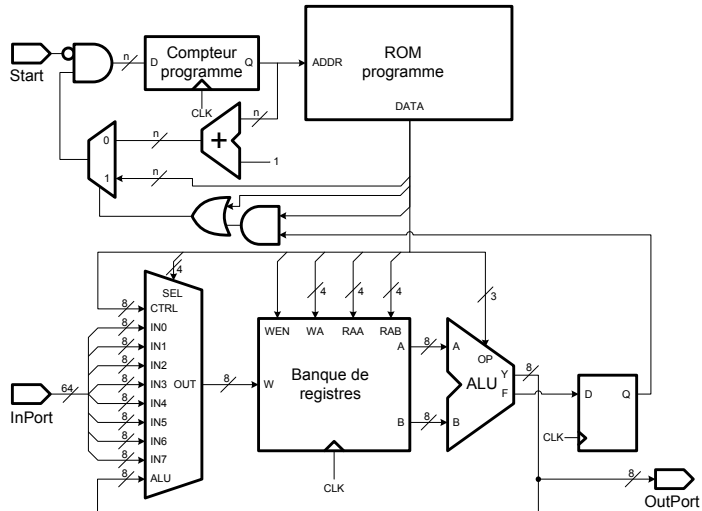 Start
n
D
Compteur
programme
Q
CLK
ADDR
ROM
programme
DATA
n
+
1
0
n
1
n
4
SEL
8
CTRL
8
IN0
8
IN1
8
IN2
8
IN3
8
IN4
8
IN5
8
IN6
8
IN7
8
ALU
OUT
InPort
64
8
W
WEN
WA
RAA
RAB
4
4
4
Banque de
registres
A
B
CLK
8
8
3
A
B
OP
ALU
Y
F
8
D
Q
CLK
8
OutPort